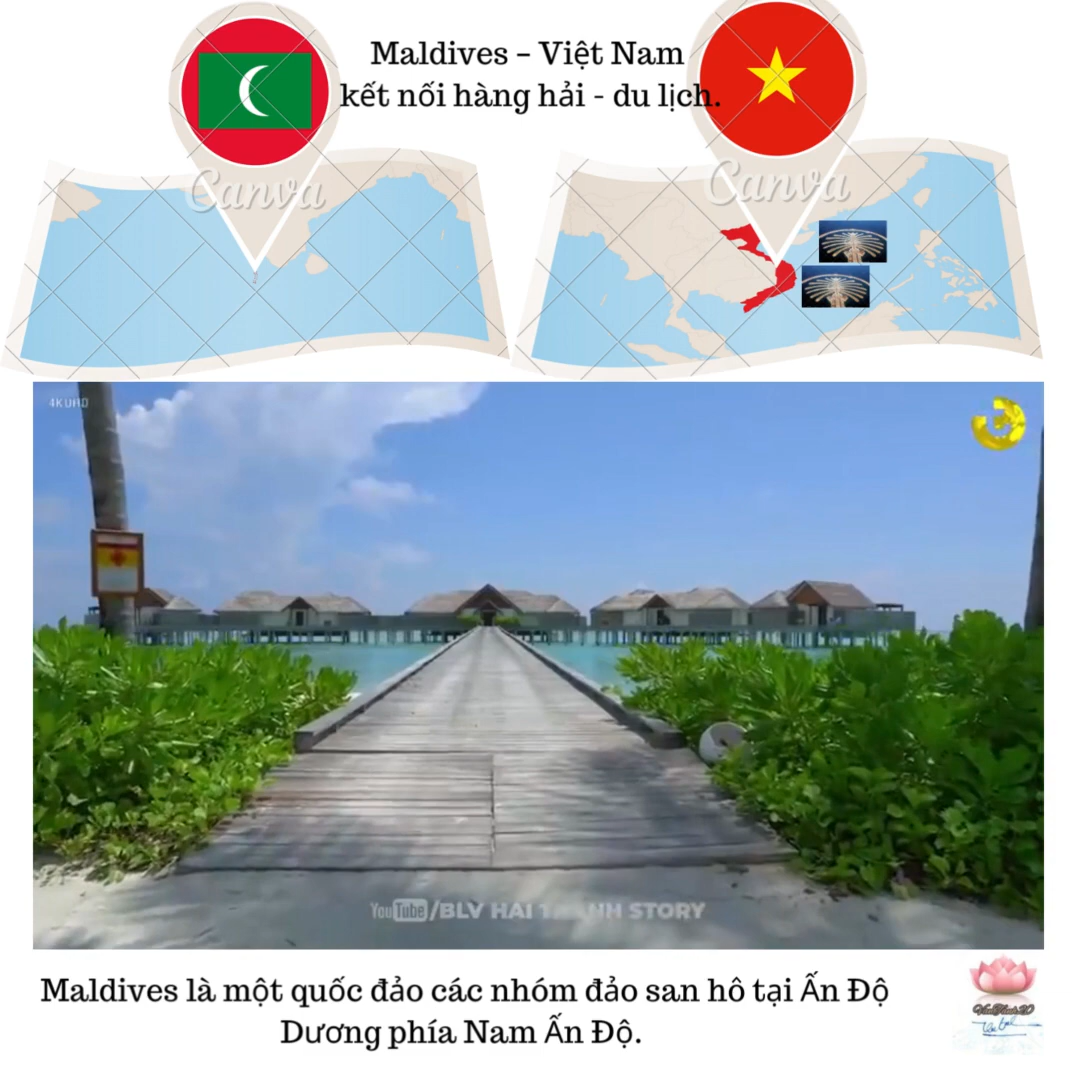 Maldives – Việt Nam
kết nối hàng hải - du lịch.
Canva
Canva
4KUHD
YouTube/BLV HAI THANH STORY
Maldives là một quốc đảo các nhóm đảo san hô tại Ấn Độ
Dương phía Nam Ấn Độ.